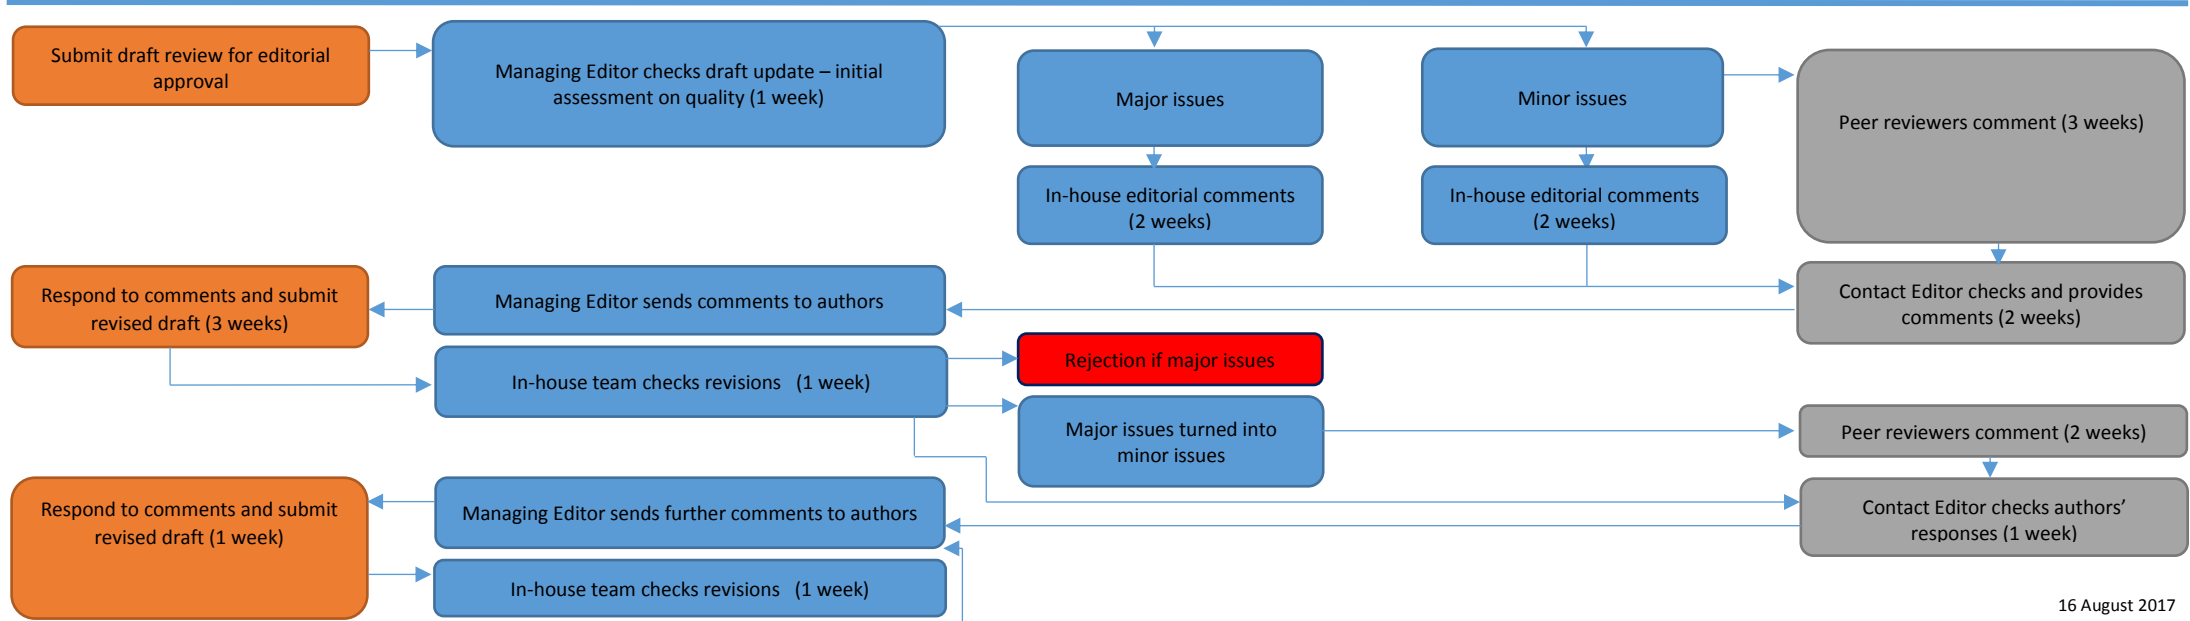 Submit draft review for editorial
approval
Managing Editor checks draft update – initial
assessment on quality (1 week)
Major issues
Minor issues
Peer reviewers comment (3 weeks)
In-house editorial comments
(2 weeks)
In-house editorial comments
(2 weeks)
Respond to comments and submit
revised draft (3 weeks)
Managing Editor sends comments to authors
Contact Editor checks and provides
comments (2 weeks)
In-house team checks revisions (1 week)
Rejection if major issues
Major issues turned into
minor issues
Peer reviewers comment (2 weeks)
Respond to comments and submit
revised draft (1 week)
Managing Editor sends further comments to authors
Contact Editor checks authors’
responses (1 week)
In-house team checks revisions (1 week)
16 August 2017